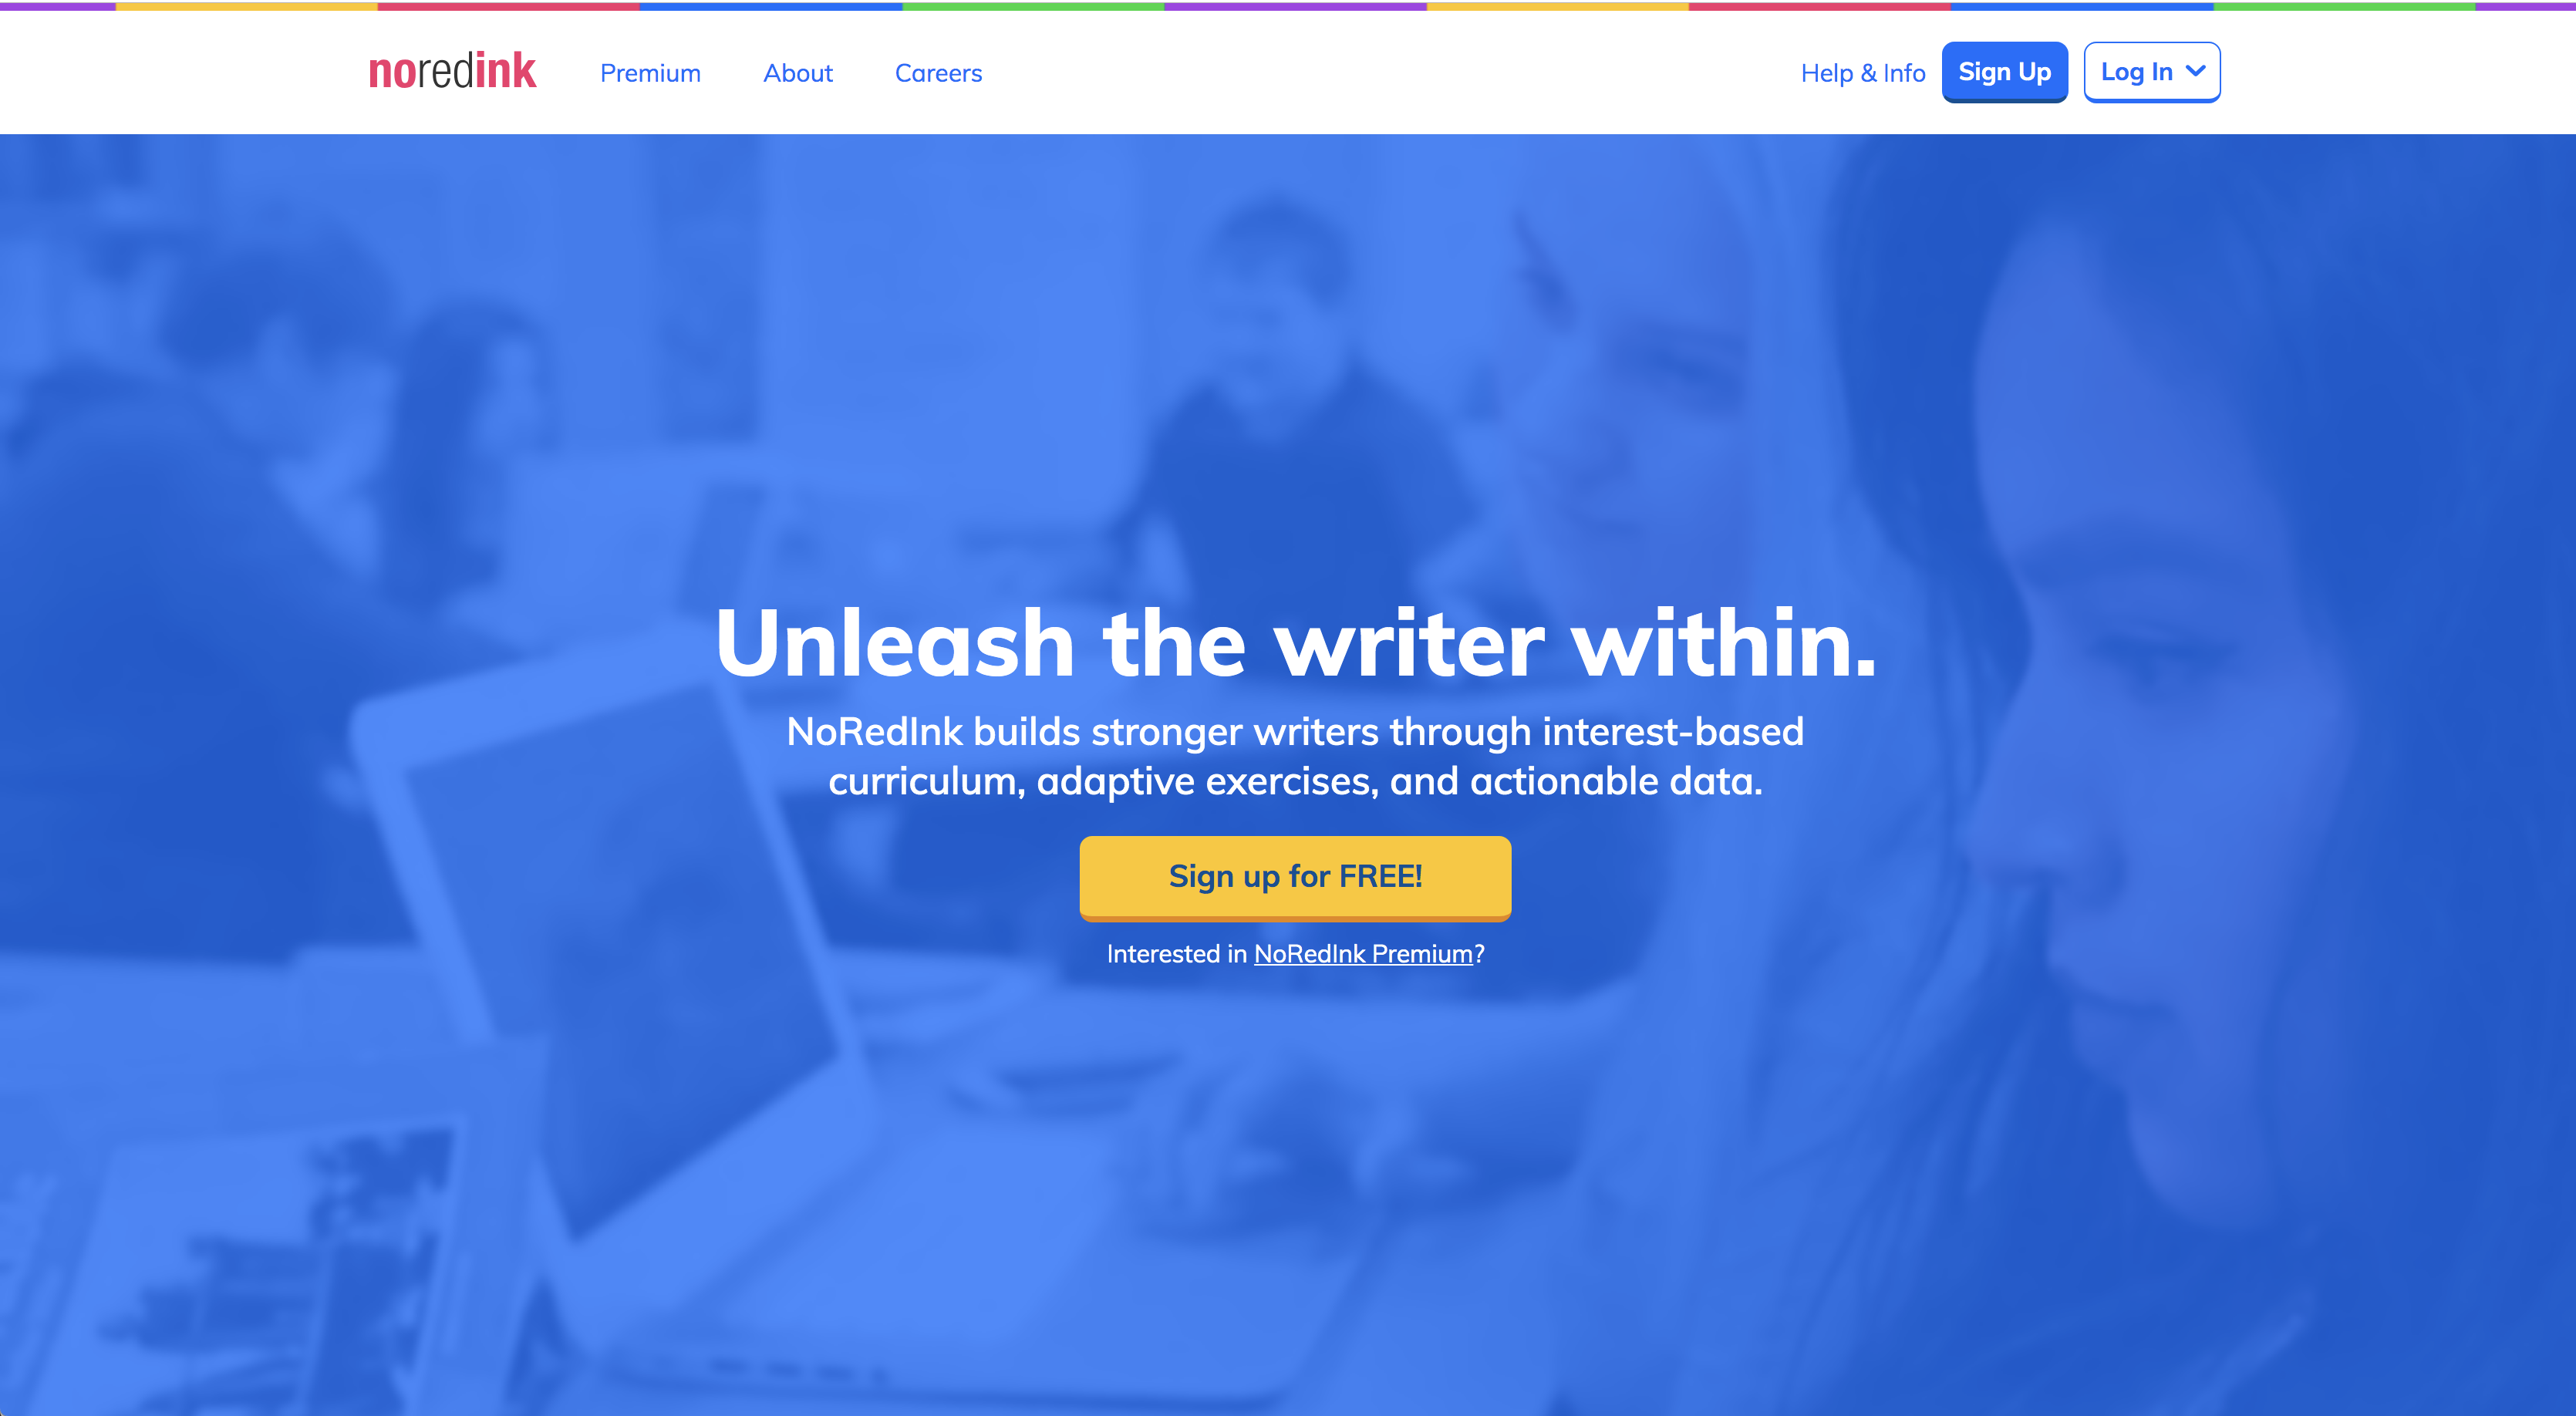 noredink
Premium
About
Careers
Help & Info
Sign Up
Log In
Unleash the writer within.
NoRedInk builds stronger writers through interest-based
curriculum, adaptive exercises, and actionable data.
Sign up for FREE!
Interested in NoRedInk Premium?